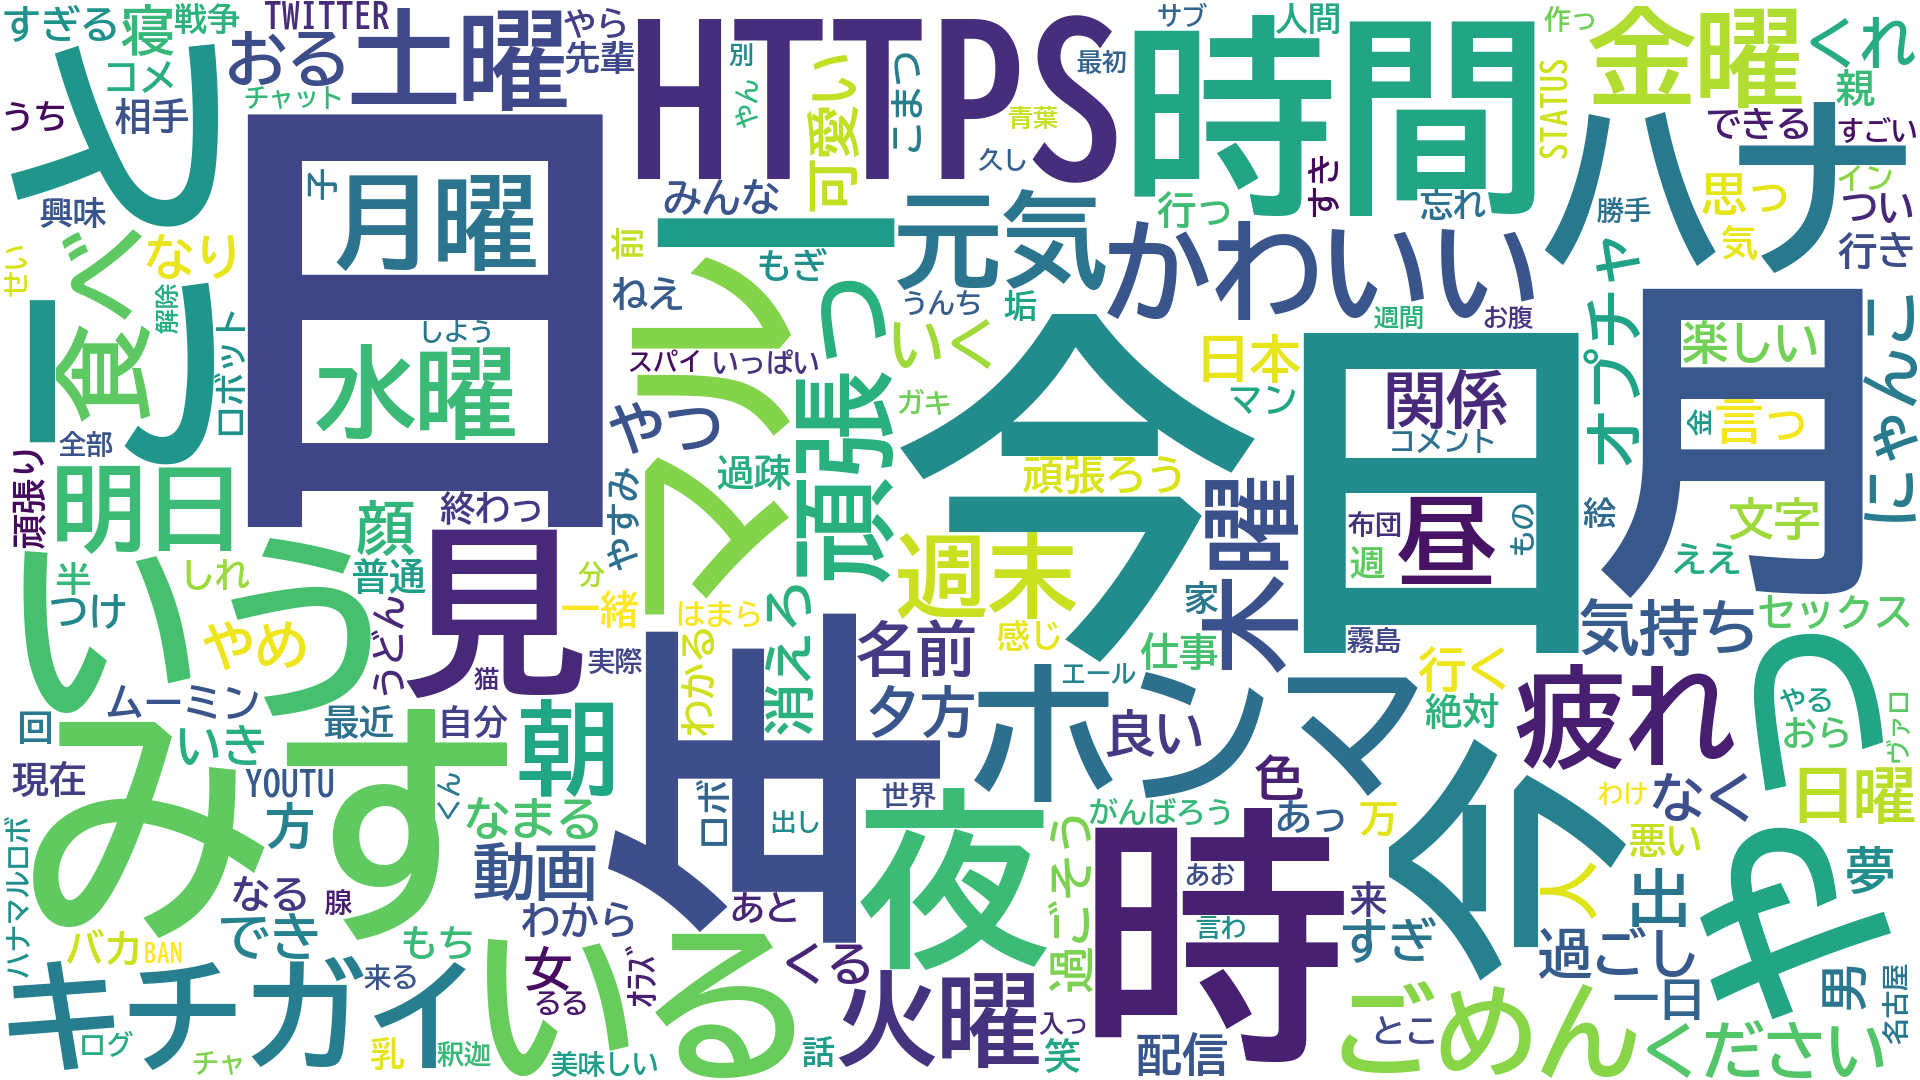 すぎる
寝
戦争
TWITTER
やら
先輩
コメ
おる
土曜
HTTPS
別
サブ
最初
人間
作っ
金曜
くれ
親
てし
うち
相手
チャット
やん
可愛い
こまつ
青葉
久し
時間
STATUS
ハナ
できる
すごい
日
月曜
子
興味
みんな
ー
元気
行っ
すき
忘れ
かわいい
勝手
思っ
イン
つい
気
行き
せい
食べ
なり
解除
ロボット
しよう
水曜
前
ねえ
もぎ
うんち
垢
いく
週間
お腹
オプチャ
月
楽しい
にゃんこ
スパイ
いっぱい
マル
頑張っ
ガキ
今日
日本
マン
関係
コメント
金
言っ
全部
やつ
過疎
頑張ろう
頑張り
明日
顔
終わっ
やすみ
木曜
布団
昼
もの
絵
文字
週
ええ
いう
見
半
しれ
普通
分
一緒
はまら
消えろ
週末
名前
感じ
仕事
家
霧島
気持ち
セックス
つけ
やめ
うどん
猫
実際
わかる
夕方
ホンマ
エール
良い
行く
絶対
疲れ
やっ
やる
おら
ヴァロ
ムーミン
回
いき
最近
自分
朝
現在
YOUTU
みす
くん
方
なまる
ロボ
出し
世界
夜
がんばろう
色
あっ
万
今
わけ
なく
日曜
悪い
人
ハナマルロボ
動画
年
過ごそう
時
あお
来
出
夢
なる
腺
あと
わから
言わ
すぎ
過ごし
男
バカ
BAN
でき
もち
女
オラズ
いる
くる
一日
名古屋
キチガイ
来る
るる
火曜
入っ
ごめん
とこ
ください
ログ
チャ
乳
釈迦
美味しい
話
笑
配信